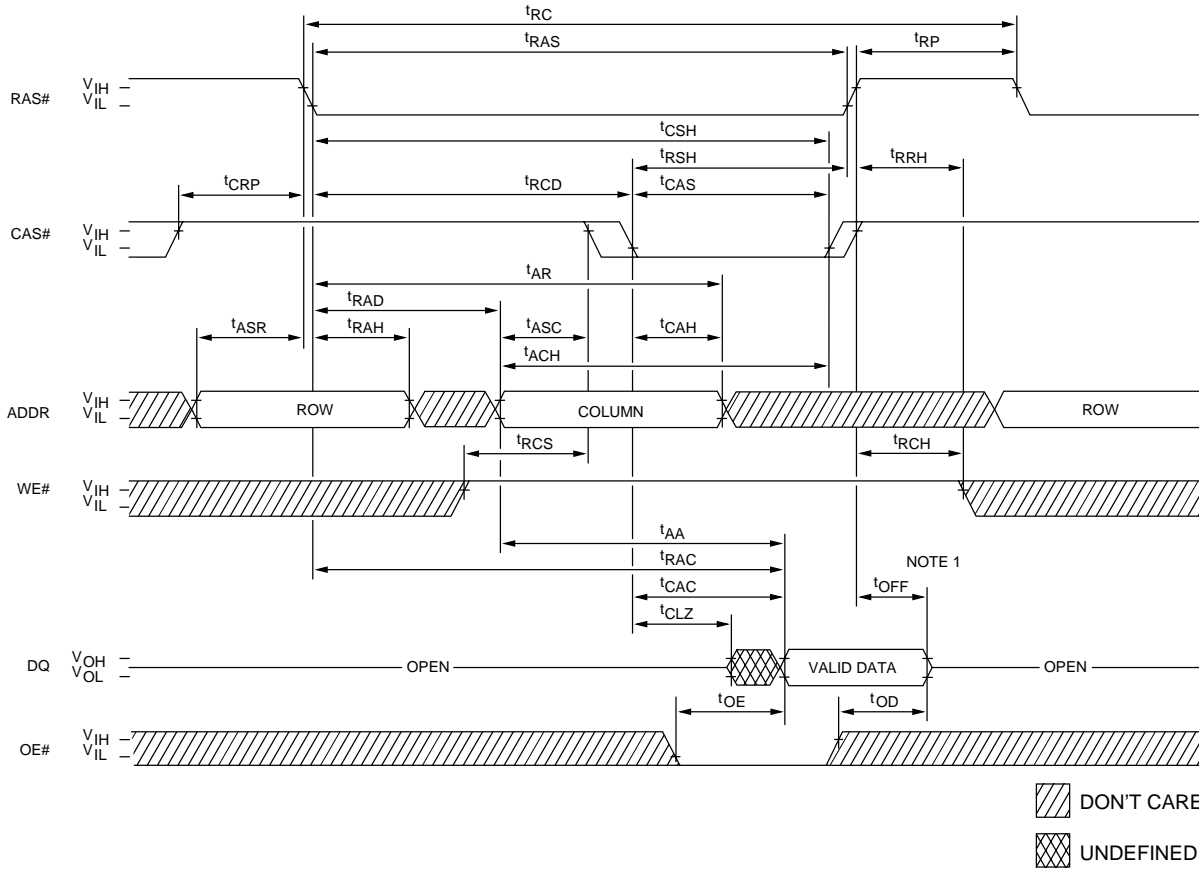 tRC
tRAS
tRP
RAS# VIH
VIL
tCSH
tRSH
tRRH
tCRP
tRCD
tCAS
CAS# VIH
VIL
tAR
tRAD
tASR
tRAH
tASC
tCAH
tACH
ADDR VIH
VIL
ROW
COLUMN
ROW
tRCS
tRCH
WE# VIH
VIL
tAA
tRAC
NOTE 1
tCAC
tOFF
tCLZ
DQ VOH
VOL
OPEN
VALID DATA
OPEN
tOE
tOD
OE# VIH
VIL
DON'T CARE
UNDEFINED